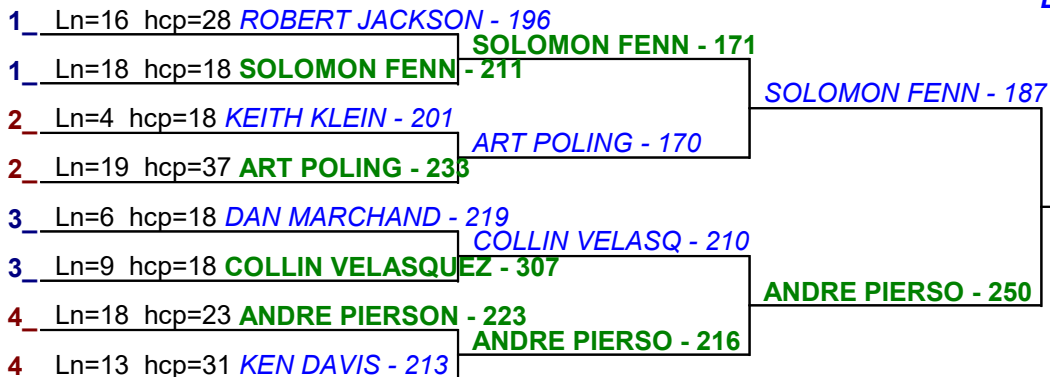 1_ Ln=16 hcp=28 ROBERT JACKSON - 196
SOLOMON FENN - 171
1_ Ln=18 hcp=18 SOLOMON FENN - 211
SOLOMON FENN - 187
2_ Ln=4 hcp=18 KEITH KLEIN - 201
ART POLING - 170
2_ Ln=19 hcp=37 ART POLING - 233
3_ Ln=6 hcp=18 DAN MARCHAND - 219
COLLIN VELASQ - 210
3_ Ln=9 hcp=18 COLLIN VELASQUEZ - 307
ANDRE PIERSO - 250
4_ Ln=18 hcp=23 ANDRE PIERSON - 223
ANDRE PIERSO - 216
4 Ln=13 hcp=31 KEN DAVIS - 213